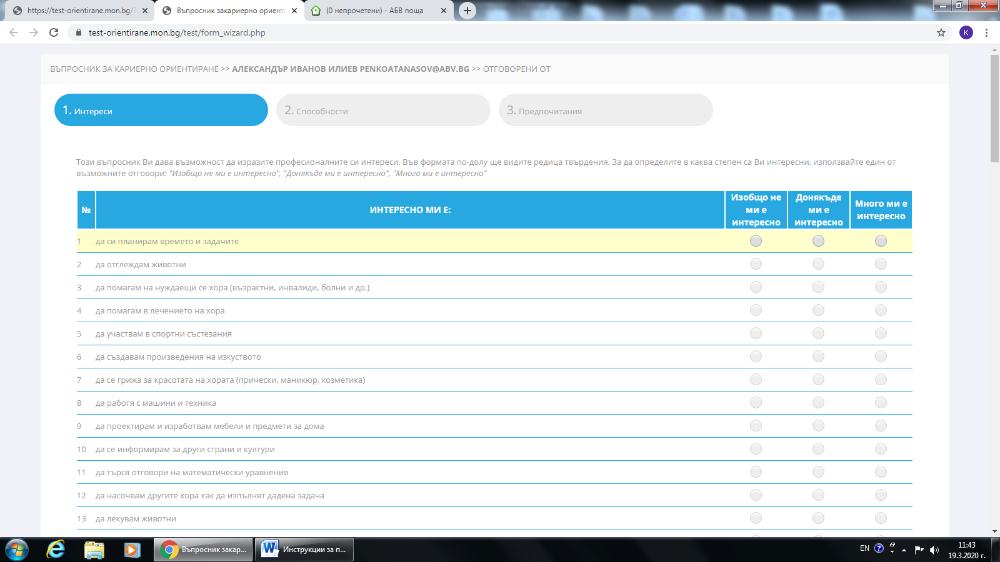 https://test-orientirane.mon.bg/?
Въпросник закариерно ориенти
(0 непрочетени) - АБВ поща
test-orientirane.mon.bg/test/form_wizard.php
K
ВЪПРОСНИК ЗА КАРИЕРНО ОРИЕНТИРАНЕ >> АЛЕКСАНДЪР ИВАНОВ ИЛИЕВ PENKOATANASOV@ABV.BG >> ОТГОВОРЕНИ ОТ
1. Интереси
2. Способности
3. Предпочитания
Този въпросник Ви дава възможност да изразите професионалните си интереси. Във формата по-долу ще видите редица твърдения. За да определите в каква степен са Ви интересни, използвайте един от
възможните отговори: "Изобщо не ми е интересно", "Донякъде ми е интересно", "Много ми е интересно"
№ ИНТЕРЕСНО МИ Е: Изобщо не ми е интересно Донякъде ми е интересно Много ми е интересно
1 да си планирам времето и задачите
2 да отглеждам животни
3 да помагам на нуждаещи се хора (възрастни, инвалиди, болни и др.)
4 да помагам в лечението на хора
5 да участвам в спортни състезания
6 да създавам произведения на изкуството
7 да се грижа за красотата на хората (прически, маникюр, козметика)
8 да работя с машини и техника
9 да проектирам и изработвам мебели и предмети за дома
10 да се информирам за други страни и култури
11 да търся отговори на математически уравнения
12 да насочвам другите хора как да изпълнят дадена задача
13 да лекувам животни
Въпросник закар...
Инструкции за п...
EN
11:43
19.3.2020 г.